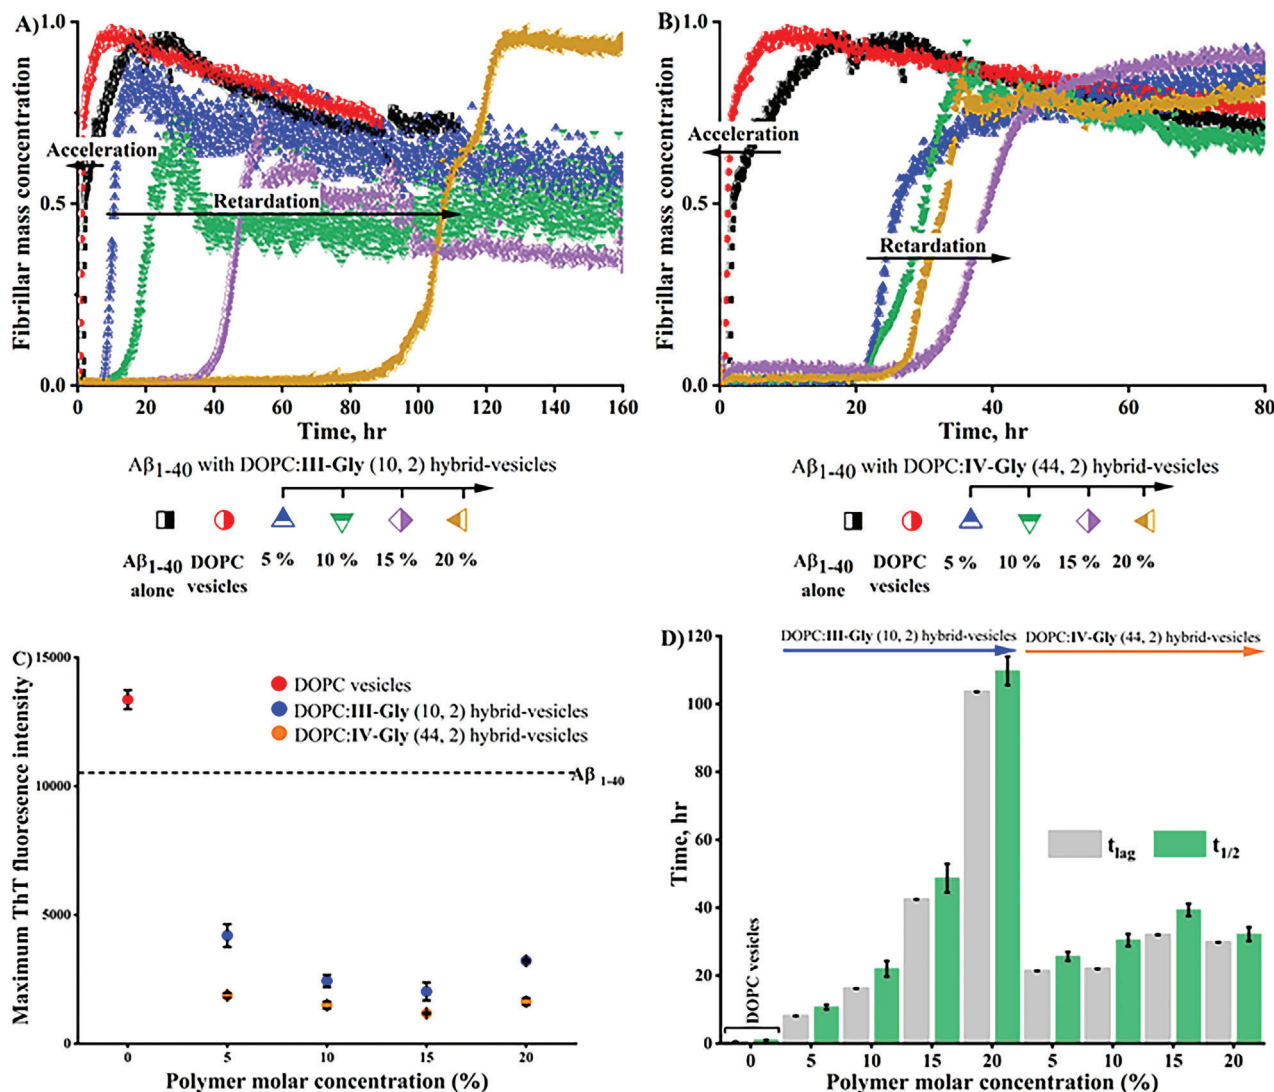 A)
1.0
0.5
0.0
Fibrillar mass concentration
Acceleration
Retardation
0 20 40 60 80 100 120 140 160
Time, hr
Aβ1-40 with DOPC:III-Gly (10, 2) hybrid-vesicles
Aβ1-40 alone
DOPC vesicles
5 % 10 % 15 % 20 %
B)
1.0
0.5
0.0
Fibrillar mass concentration
Acceleration
Retardation
0 20 40 60 80
Time, hr
Aβ1-40 with DOPC:IV-Gly (44, 2) hybrid-vesicles
Aβ1-40 alone
DOPC vesicles
5 % 10 % 15 % 20 %
C)
15000
10000
5000
0
Maximum ThT fluoresence intensity
DOPC vesicles
DOPC:III-Gly (10, 2) hybrid-vesicles
DOPC:IV-Gly (44, 2) hybrid-vesicles
Aβ 1-40
0 5 10 15 20
Polymer molar concentration (%)
D)
120
100
80
60
40
20
0
Time, hr
DOPC:III-Gly (10, 2) hybrid-vesicles
DOPC:IV-Gly (44, 2) hybrid-vesicles
tlag t1/2
DOPC vesicles
0 5 10 15 20 5 10 15 20
Polymer molar concentration (%)